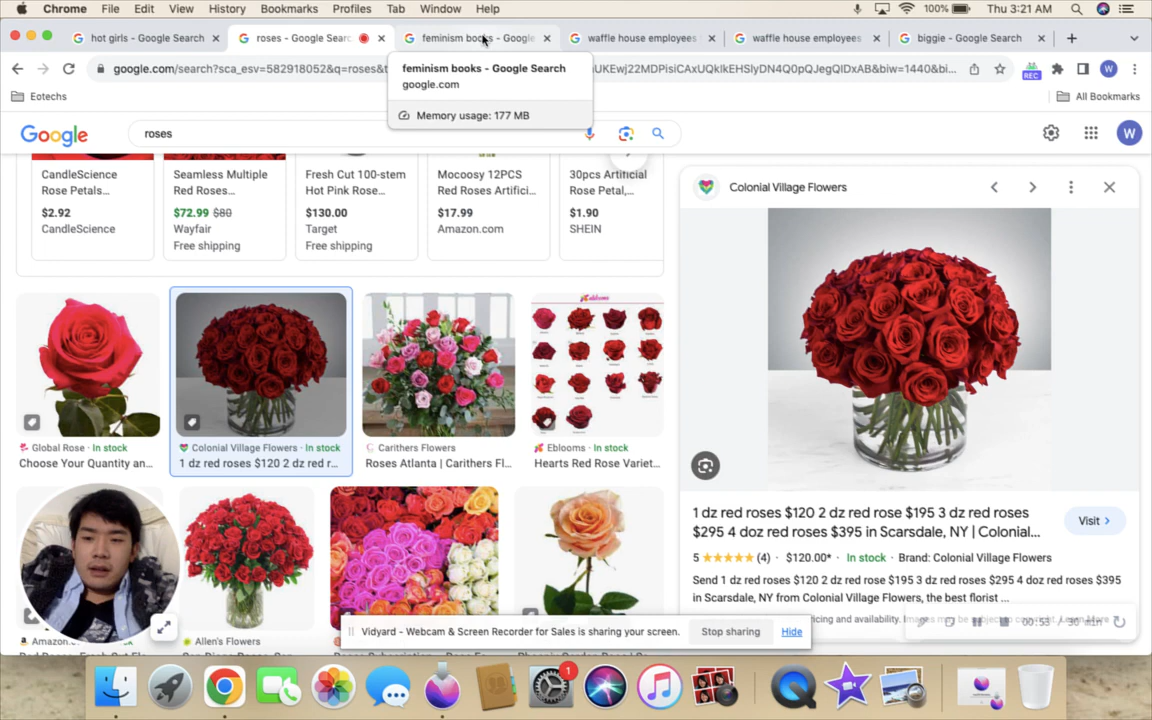 Chrome File Edit View History Bookmarks Profiles Tab Window Help 100% Thu 3:21 AM
hot girls - Google Search roses - Google Searc feminism books - Google waffle house employees waffle house employees biggie - Google Search
google.com/search?sca_esv=582918052&q=roses& UKEwj22MDPisiCAxUQklkEHSlyDN4Q0pQJegQIDxAB&biw=1440&bi... REC W
feminism books - Google Search
google.com
Memory usage: 177 MB
Eotechs All Bookmarks
Google roses W
CandleScience
Rose Petals...
$2.92
CandleScience
Seamless Multiple
Red Roses...
$72.99 $80
Wayfair
Free shipping
Fresh Cut 100-stem
Hot Pink Rose...
$130.00
Target
Free shipping
Mocoosy 12PCS
Red Roses Artifici...
$17.99
Amazon.com
30pcs Artificial
Rose Petal,...
$1.90
SHEIN
Global Rose · In stock
Choose Your Quantity an...
Colonial Village Flowers · In stock
1 dz red roses $120 2 dz red r...
Carithers Flowers
Roses Atlanta | Carithers Fl...
Eblooms · In stock
Hearts Red Rose Variet...
Amazon
Allen's Flowers
Colonial Village Flowers
1 dz red roses $120 2 dz red rose $195 3 dz red roses
$295 4 doz red roses $395 in Scarsdale, NY | Colonial...
Visit
5 (4) · $120.00* · In stock · Brand: Colonial Village Flowers
Send 1 dz red roses $120 2 dz red rose $195 3 dz red roses $295 4 doz red roses $395
in Scarsdale, NY from Colonial Village Flowers, the best florist ...
00:53 / 30 min
Vidyard - Webcam & Screen Recorder for Sales is sharing your screen. Stop sharing Hide
1